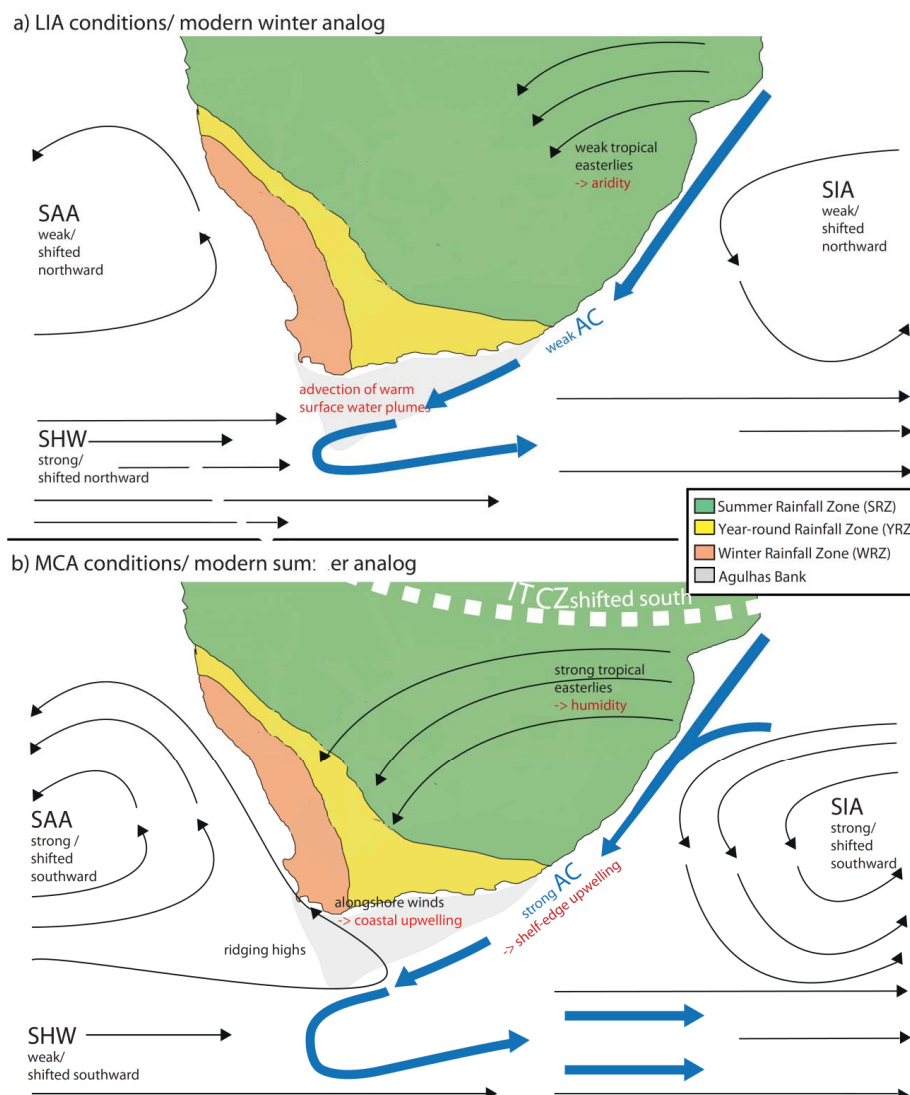 a) LIA conditions/ modern winter analog
weak tropical
easterlies
-> aridity
SAA
weak/
shifted
northward
SIA
weak/
shifted
northward
weak AC
advection of warm
surface water plumes
SHW
strong/
shifted northward
Summer Rainfall Zone (SRZ)
Year-round Rainfall Zone (YRZ)
Winter Rainfall Zone (WRZ)
Agulhas Bank
b) MCA conditions/ modern sum: er analog
ITCZ shifted south
strong tropical
easterlies
-> humidity
SAA
strong /
shifted
southward
SIA
strong/
shifted
southward
strong AC
-> shelf-edge upwelling
alongshore winds
-> coastal upwelling
ridging highs
SHW
weak/
shifted southward